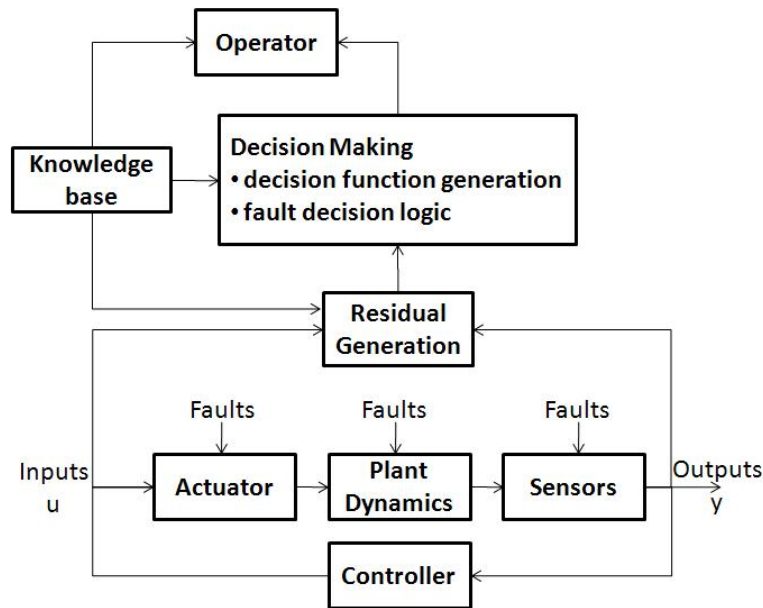 Operator
Decision Making
• decision function generation
• fault decision logic
Knowledge
base
Residual
Generation
Faults
Faults
Faults
Inputs
u
Actuator
Plant
Dynamics
Sensors
Outputs
y
Controller